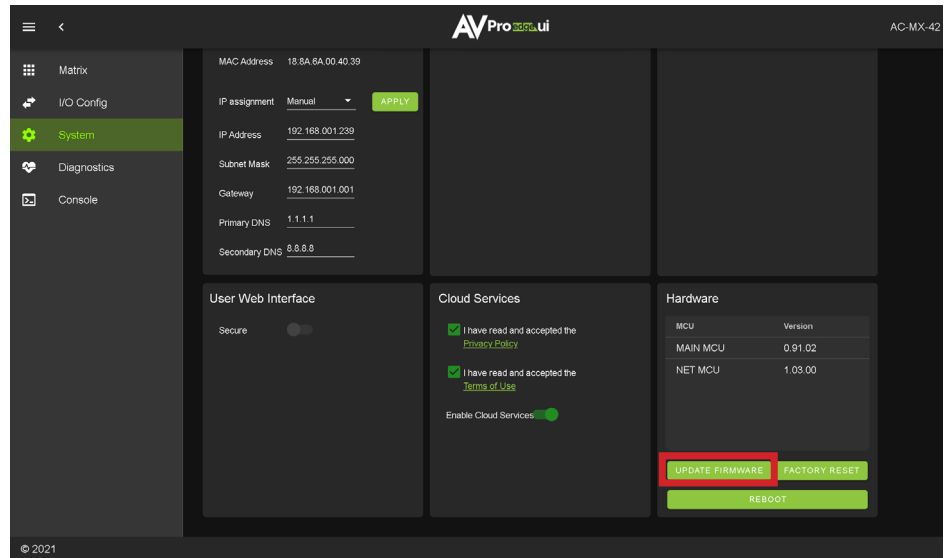 AVPro edge.ui
AC-MX-42
Matrix
I/O Config
System
Diagnostics
Console
MAC Address 18.8A.6A.00.40.39
IP assignment Manual APPLY
IP Address 192.168.001.239
Subnet Mask 255.255.255.000
Gateway 192.168.001.001
Primary DNS 1.1.1.1
Secondary DNS 8.8.8.8
User Web Interface
Secure
Cloud Services
I have read and accepted the
Privacy Policy
I have read and accepted the
Terms of Use
Enable Cloud Services
Hardware
MCU Version
MAIN MCU 0.91.02
NET MCU 1.03.00
UPDATE FIRMWARE FACTORY RESET
REBOOT
© 2021